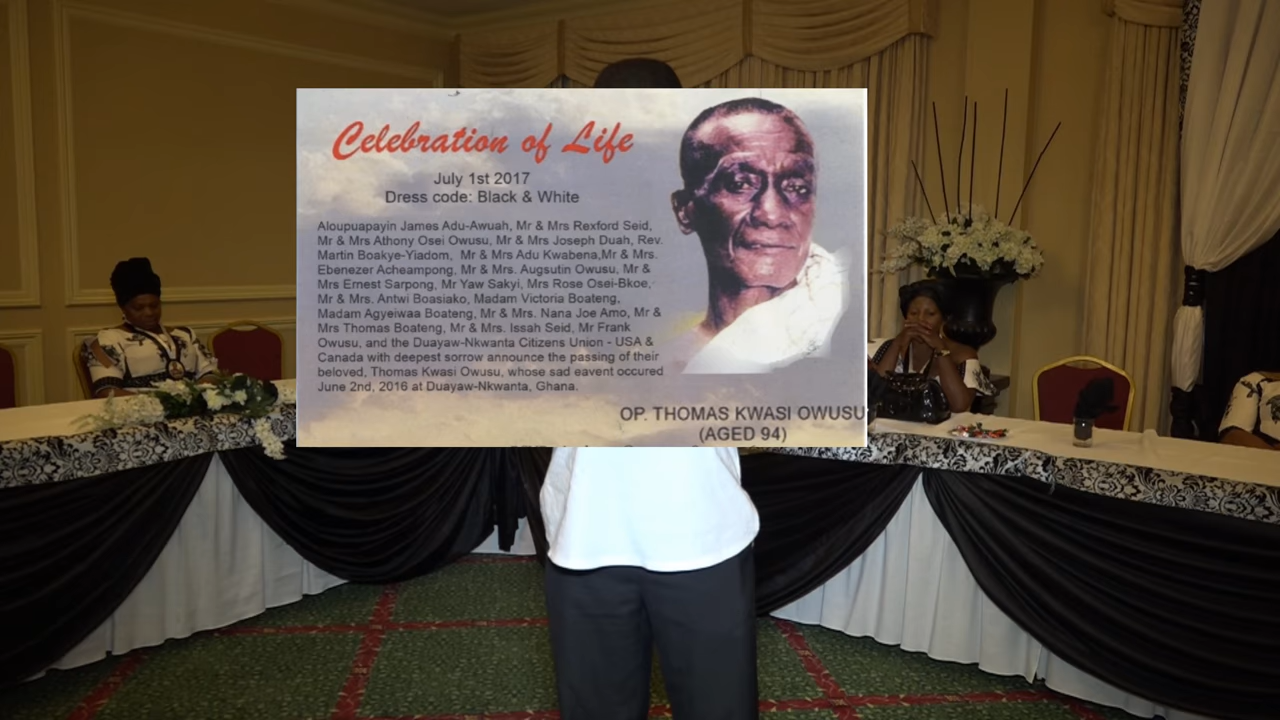 Celebration of Life
July 1st 2017
Dress code: Black & White
Aloupuapayin James Adu-Awuah, Mr & Mrs Rexford Seid,
Mr & Mrs Athony Osei Owusu, Mr & Mrs Joseph Duah, Rev.
Martin Boakye-Yiadom, Mr & Mrs Adu Kwabena,Mr & Mrs.
Ebenezer Acheampong, Mr & Mrs. Augsutin Owusu, Mr &
Mrs Ernest Sarpong, Mr Yaw Sakyi, Mrs Rose Osei-Bkoe,
Mr & Mrs. Antwi Boasiako, Madam Victoria Boateng,
Madam Agyeiwaa Boateng, Mr & Mrs. Nana Joe Amo, Mr &
Mrs Thomas Boateng, Mr & Mrs. Issah Seid, Mr Frank
Owusu, and the Duayaw-Nkwanta Citizens Union - USA &
Canada with deepest sorrow announce the passing of their
beloved, Thomas Kwasi Owusu, whose sad eavent occured
June 2nd, 2016 at Duayaw-Nkwanta, Ghana.
OP. THOMAS KWASI OWUSU
(AGED 94)